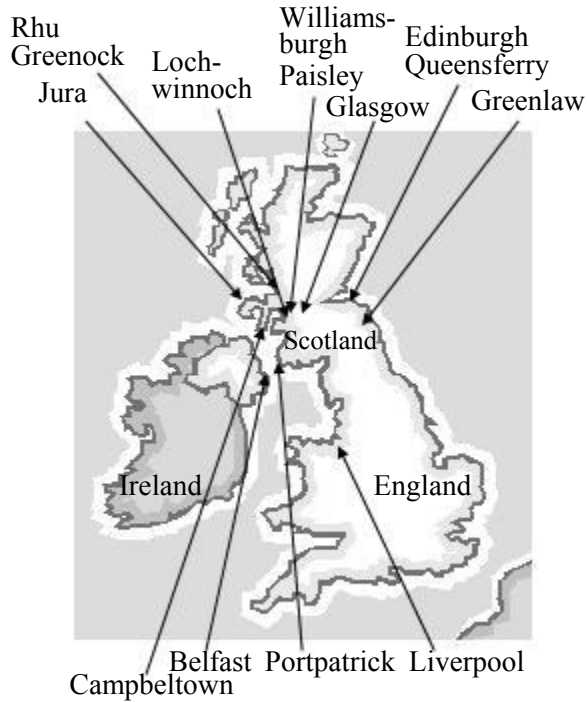 Rhu
Greenock
Jura
Loch-
winnoch
Williams-
burgh
Paisley
Glasgow
Edinburgh
Queensferry
Greenlaw
Scotland
Ireland
England
Belfast
Portpatrick
Liverpool
Campbeltown